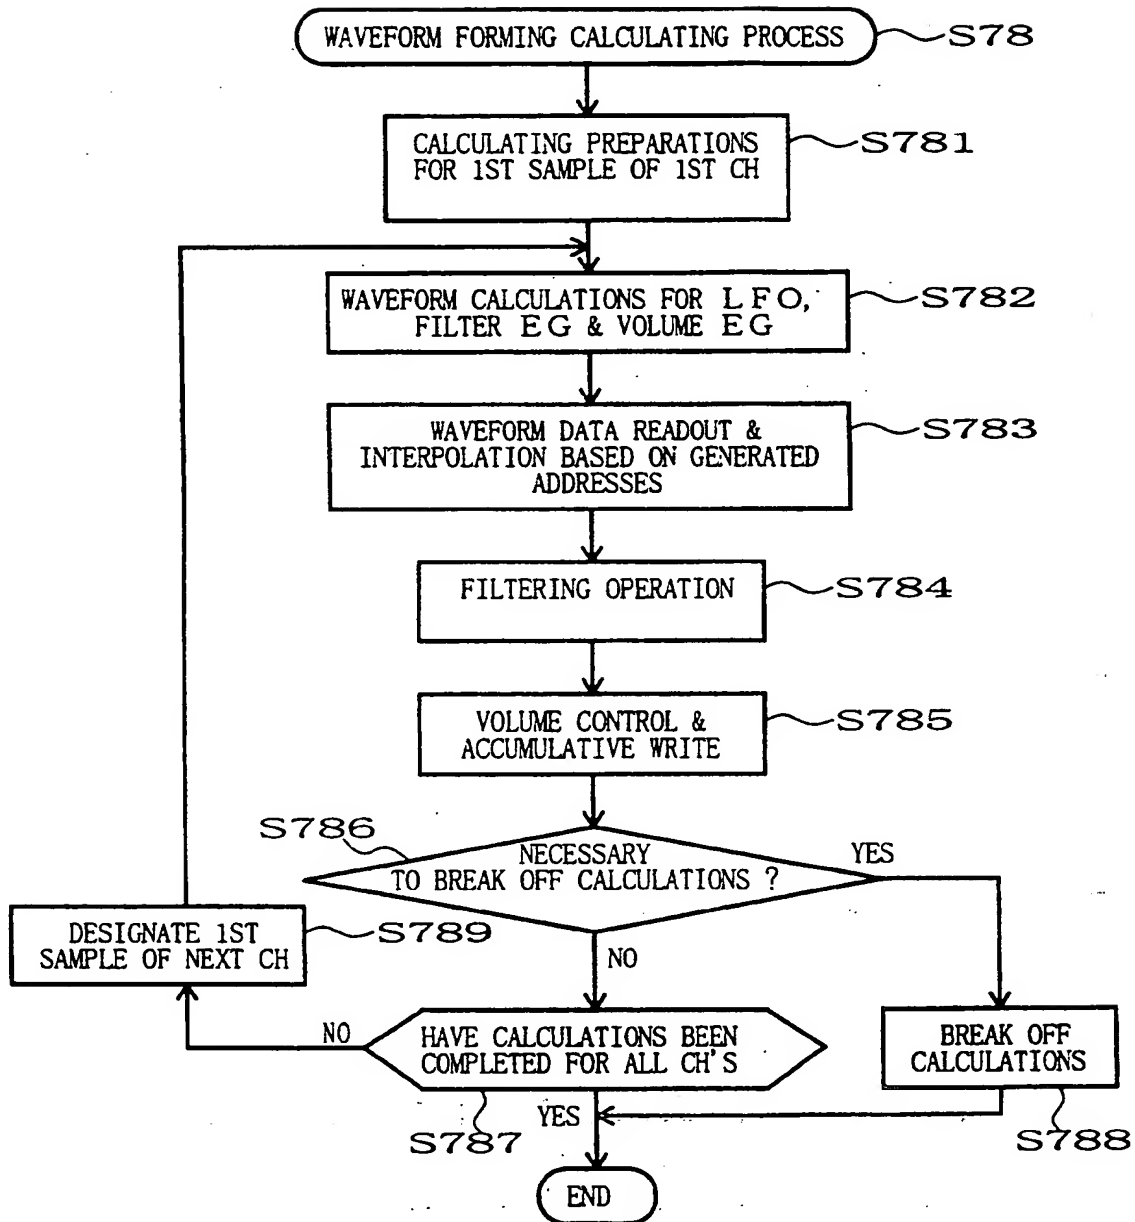 WAVEFORM FORMING CALCULATING PROCESS
S78
CALCULATING PREPARATIONS
FOR 1ST SAMPLE OF 1ST CH
S781
WAVEFORM CALCULATIONS FOR LFO,
FILTER EG & VOLUME EG
S782
WAVEFORM DATA READOUT &
INTERPOLATION BASED ON GENERATED
ADDRESSES
S783
FILTERING OPERATION
S784
VOLUME CONTROL &
ACCUMULATIVE WRITE
S785
S786
NECESSARY
TO BREAK OFF CALCULATIONS ?
YES
NO
DESIGNATE 1ST
SAMPLE OF NEXT CH
S789
NO
HAVE CALCULATIONS BEEN
COMPLETED FOR ALL CH'S
S787
YES
BREAK OFF
CALCULATIONS
S788
END